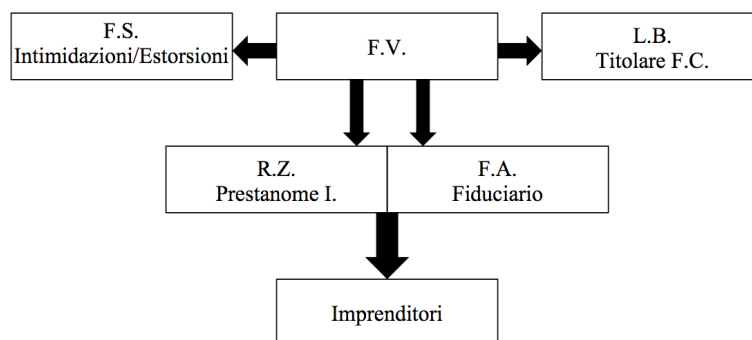 F.S.
Intimidazioni/Estorsioni
F.V.
L.B.
Titolare F.C.
R.Z.
Prestanome I.
F.A.
Fiduciario
Imprenditori